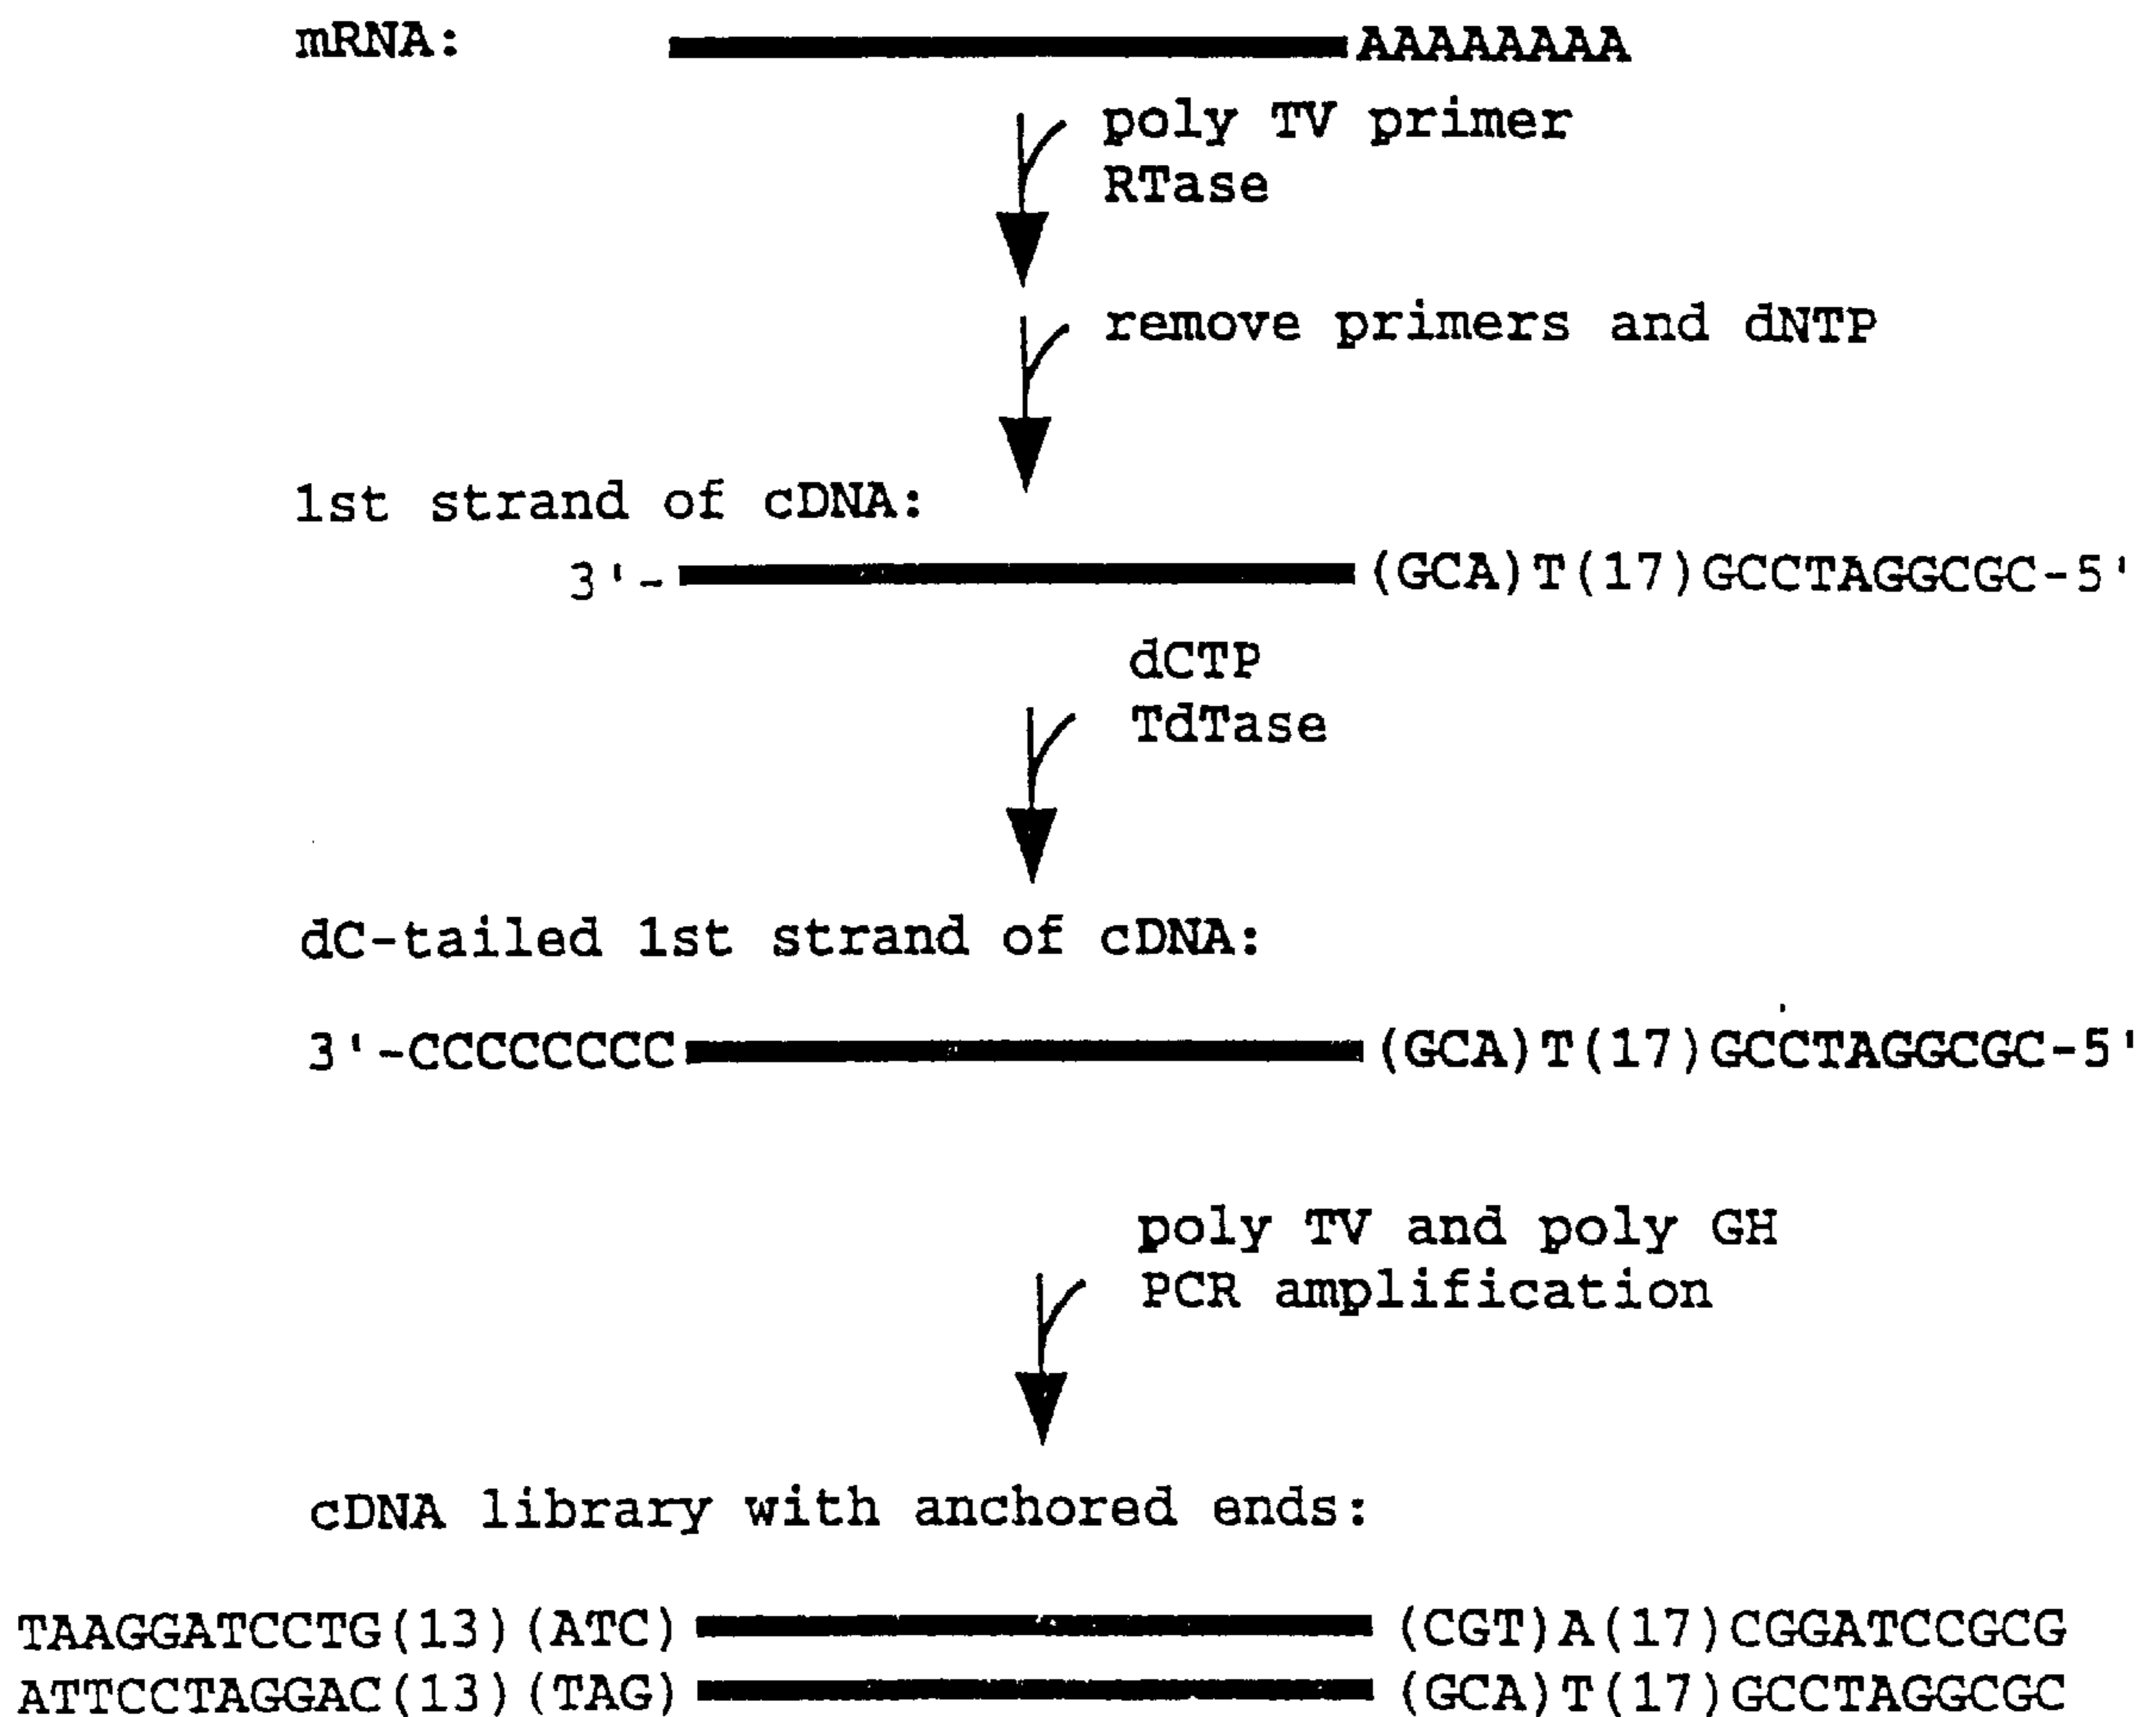 mRNA: AAAAAAAA
poly TV primer
RTase
remove primers and dNTP
1st strand of cDNA:
3'- (GCA)T(17)GCCTAGGCGC-5'
dCTP
TdTase
dC-tailed 1st strand of cDNA:
3'-CCCCCCCC (GCA)T(17)GCCTAGGCGC-5'
poly TV and poly GH
PCR amplification
cDNA library with anchored ends:
TAAGGATCCTG(13)(ATC) (CGT)A(17)CGGATCCGCG
ATTCCTAGGAC(13)(TAG) (GCA)T(17)GCCTAGGCGC